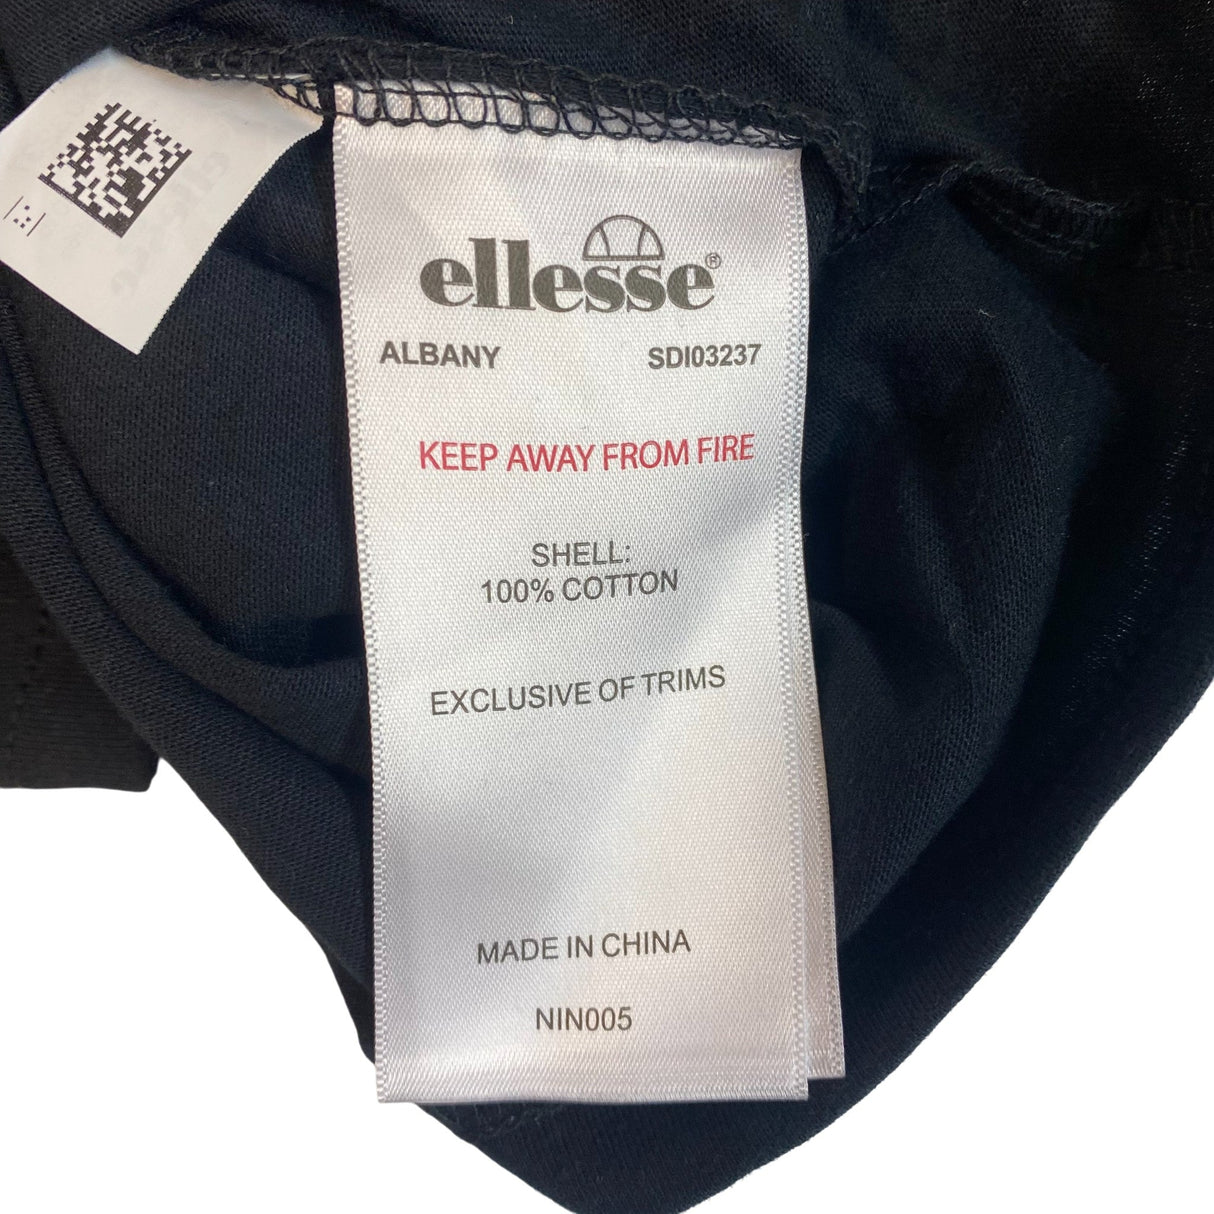 ellesse®
ALBANY SDI03237
KEEP AWAY FROM FIRE
SHELL:
100% COTTON
EXCLUSIVE OF TRIMS
MADE IN CHINA
NIN005